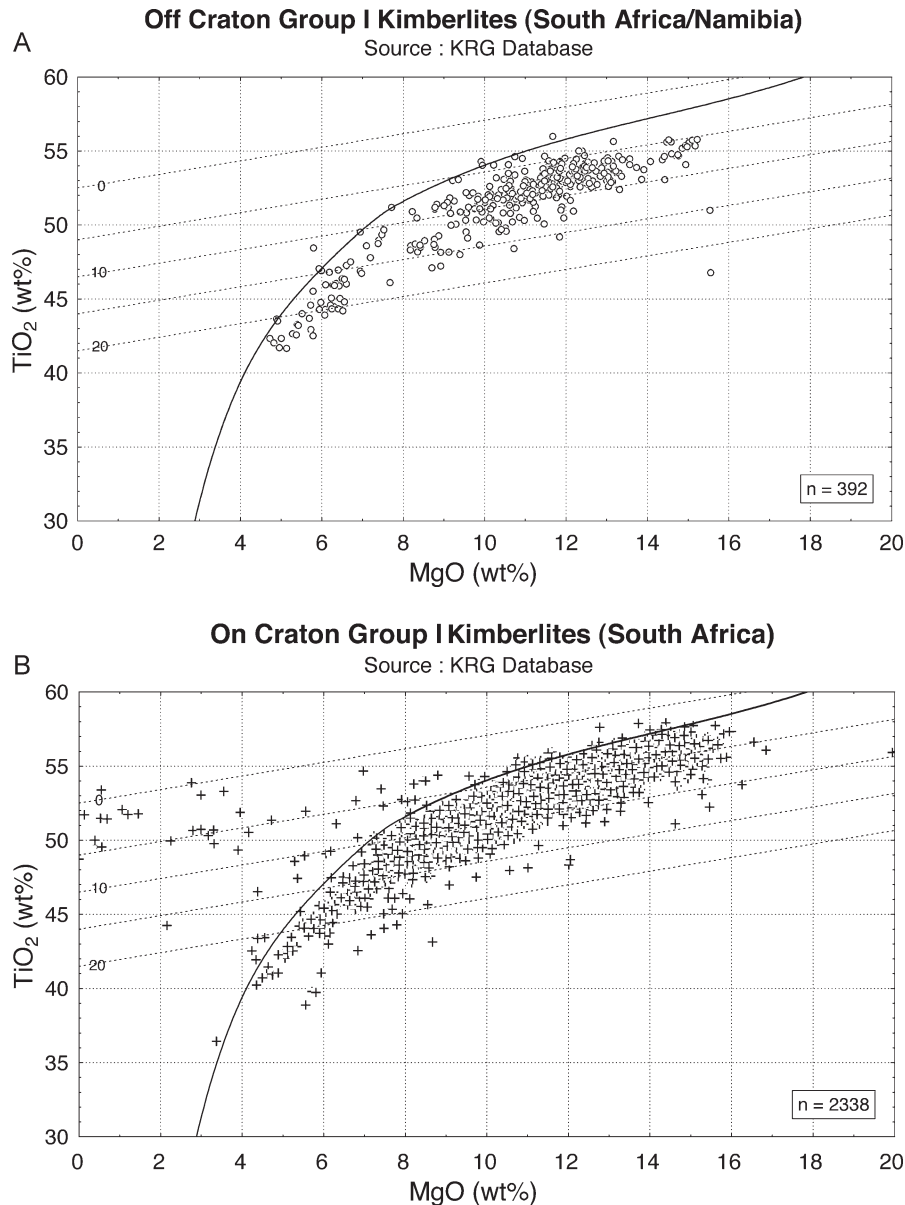 A
Off Craton Group I Kimberlites (South Africa/Namibia)
Source : KRG Database
60
55
50
45
40
35
30
TiO₂ (wt%)
0
10
20
n = 392
0 2 4 6 8 10 12 14 16 18 20
MgO (wt%)
B
On Craton Group I Kimberlites (South Africa)
Source : KRG Database
60
55
50
45
40
35
30
TiO₂ (wt%)
0
10
20
n = 2338
0 2 4 6 8 10 12 14 16 18 20
MgO (wt%)